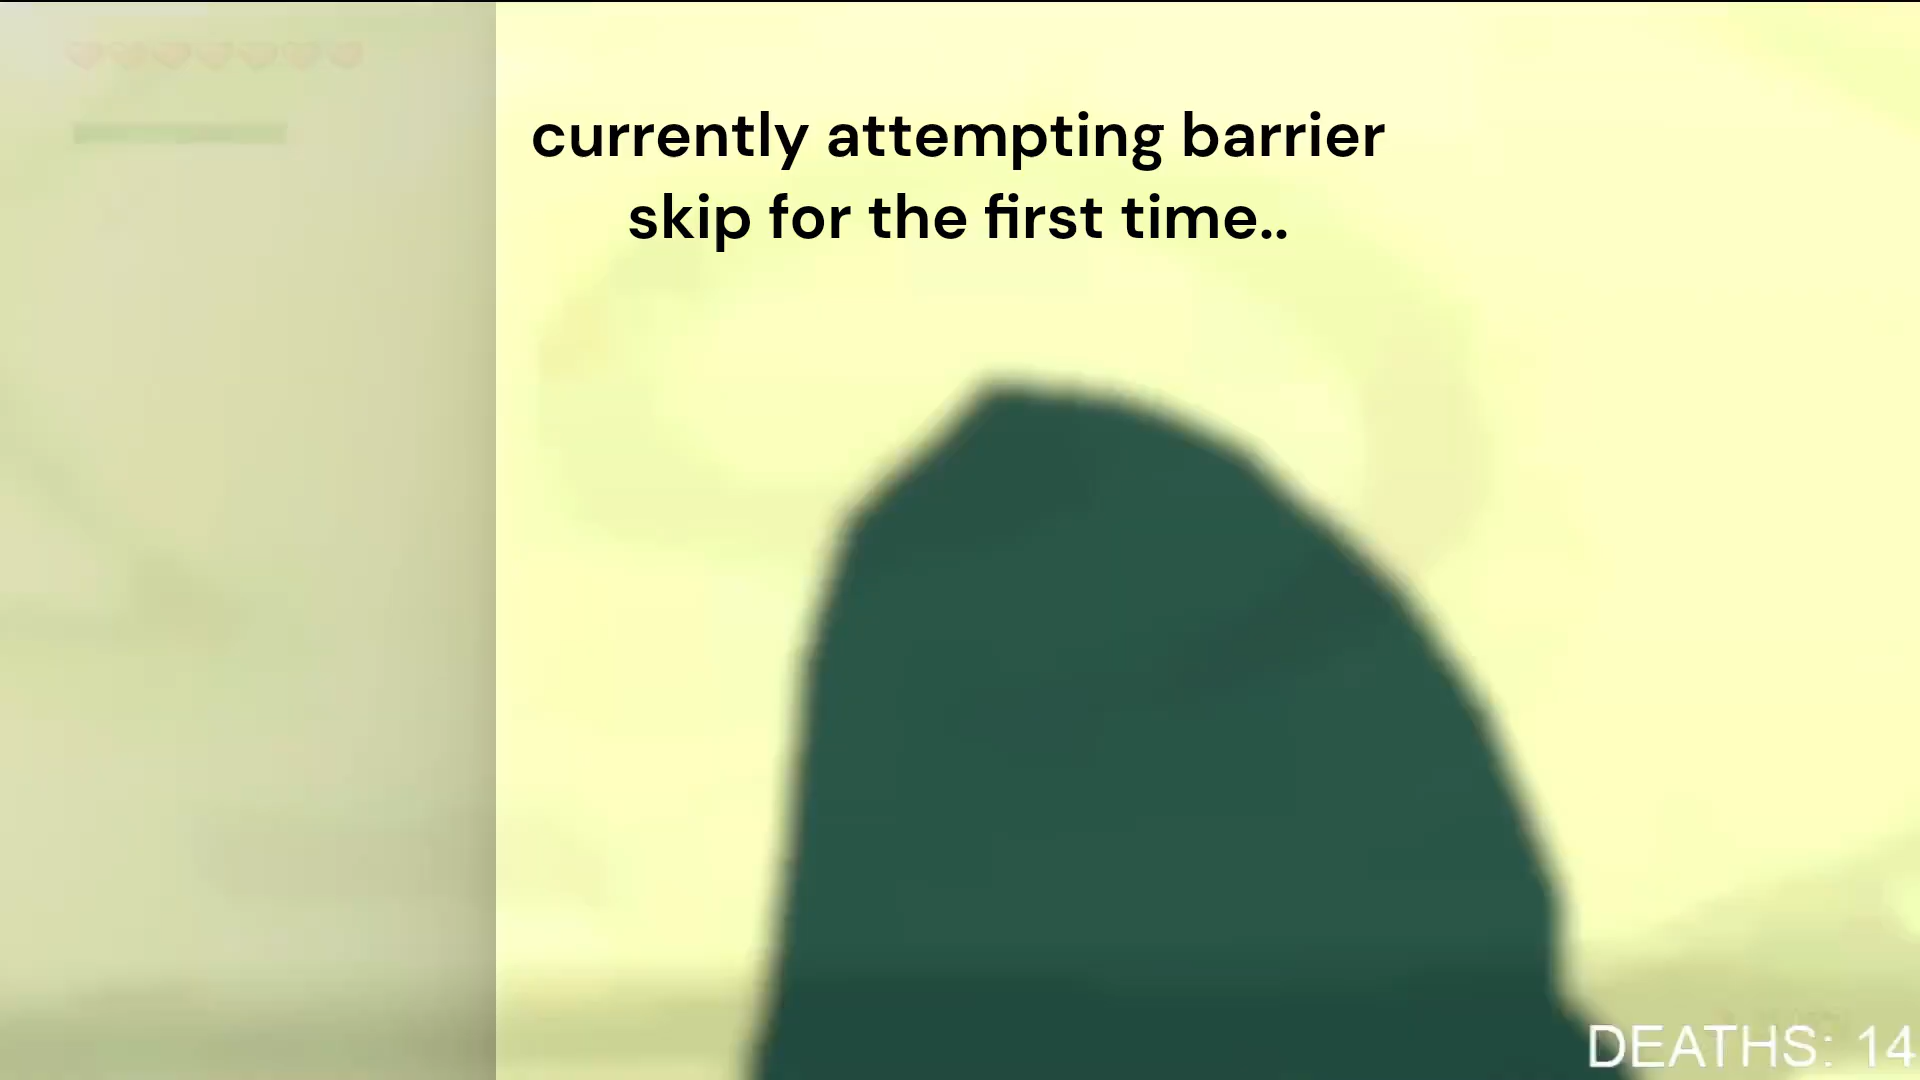 currently attempting barrier
skip for the first time..
DEATHS: 14